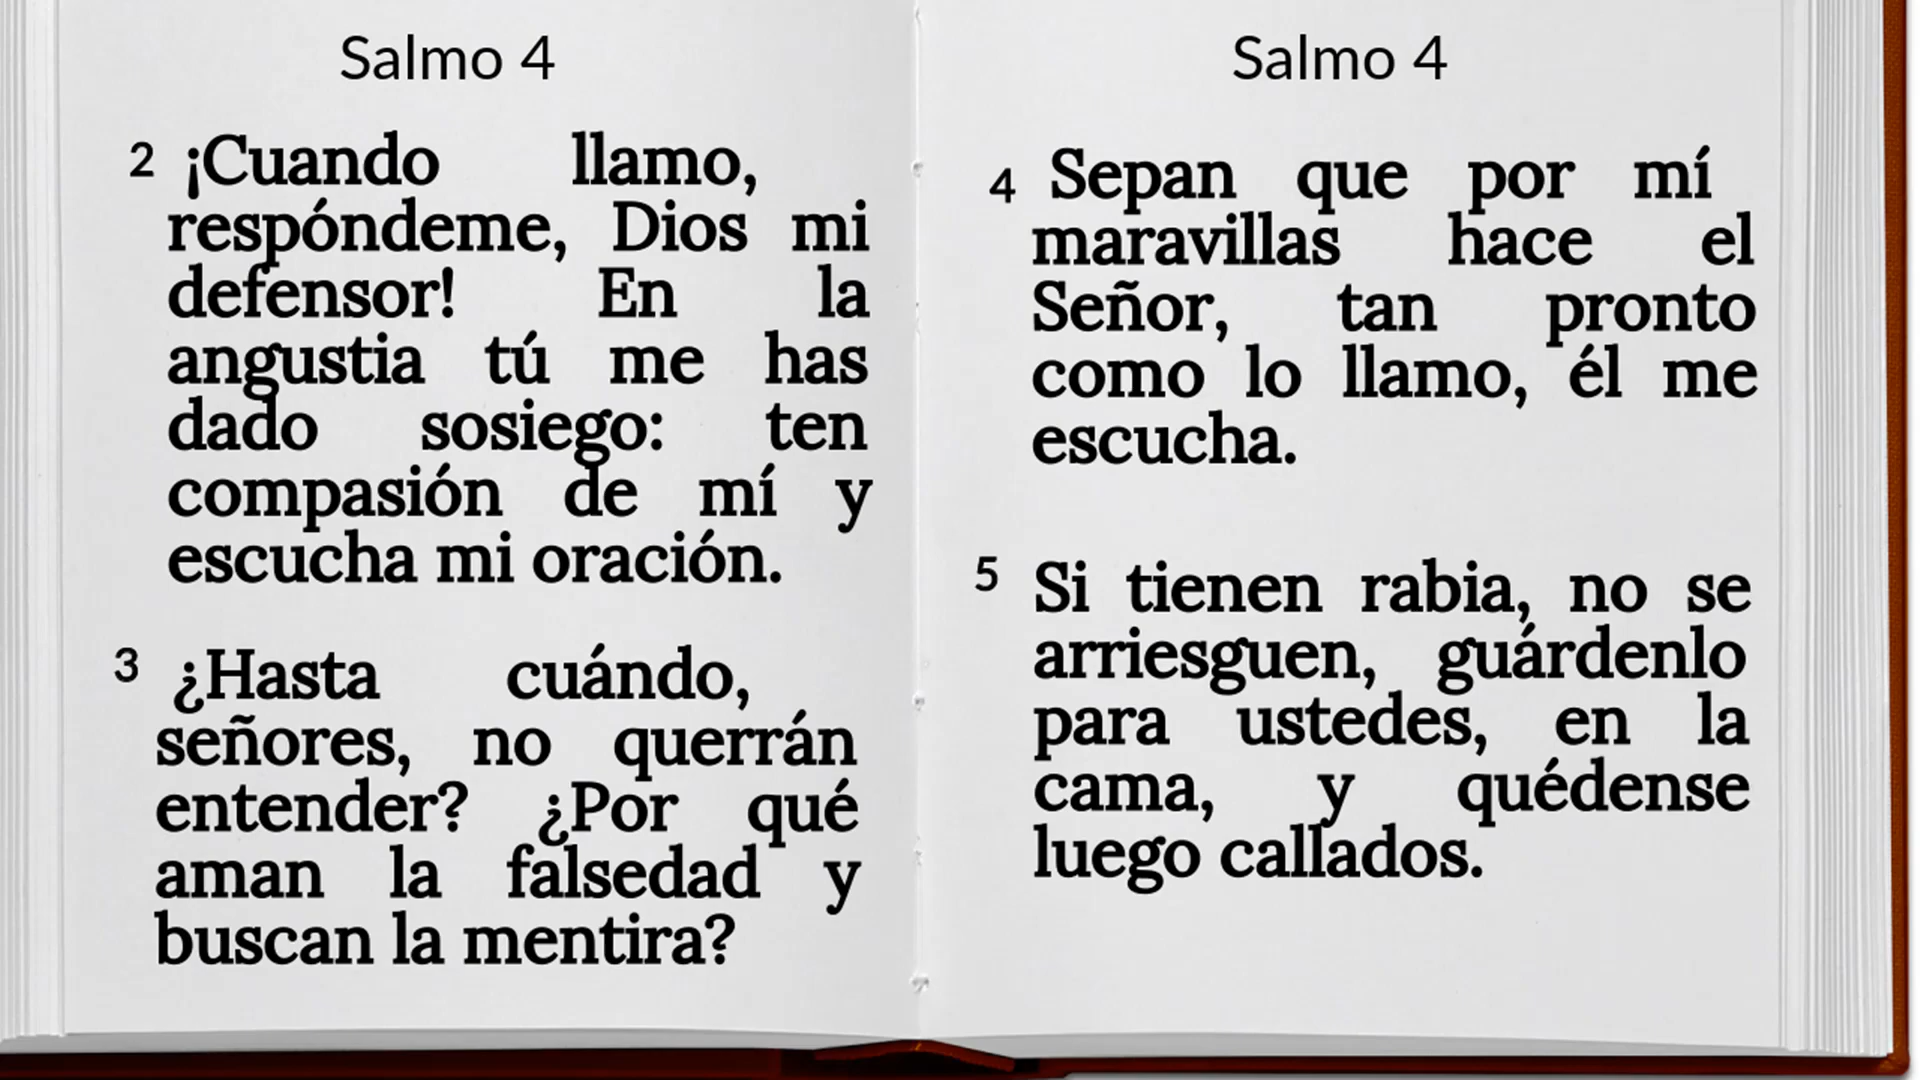 Salmo 4
2 ¡Cuando llamo,
respóndeme, Dios mi
defensor! En la
angustia tú me has
dado sosiego: ten
compasión de mí y
escucha mi oración.
3 ¿Hasta cuándo,
señores, no querrán
entender? ¿Por qué
aman la falsedad y
buscan la mentira?
Salmo 4
4 Sepan que por mí
maravillas hace el
Señor, tan pronto
como lo llamo, él me
escucha.
5 Si tienen rabia, no se
arriesguen, guárdenlo
para ustedes, en la
cama, y quédense
luego callados.